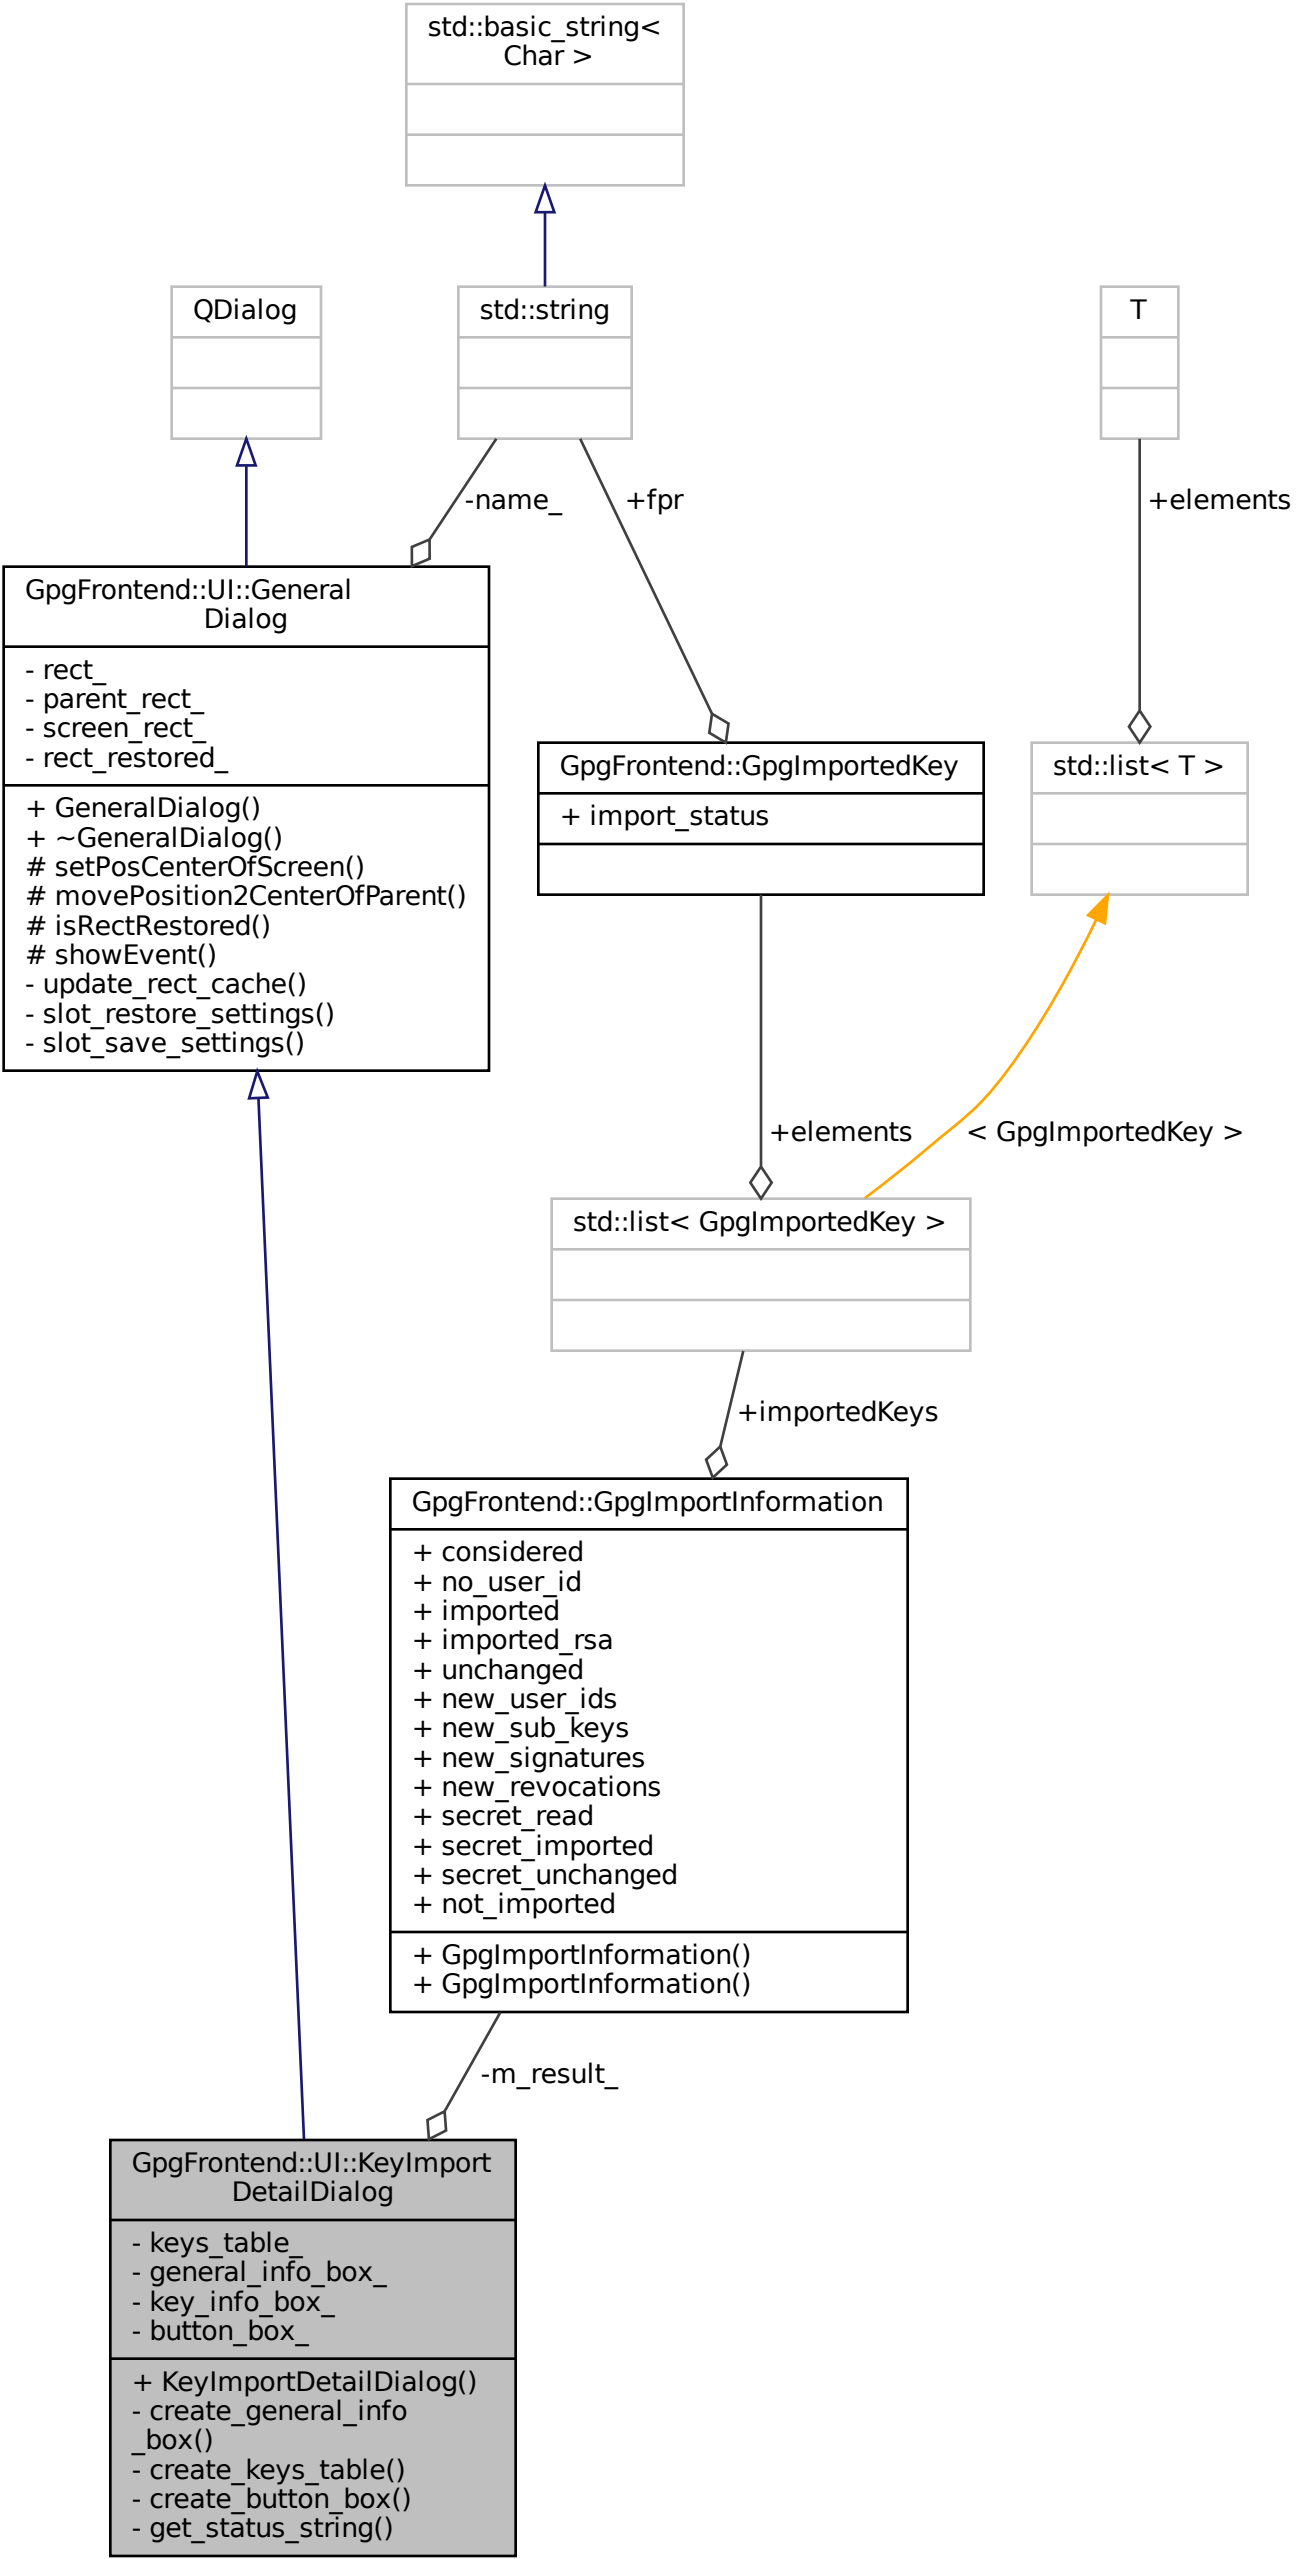 std::basic_string<
Char >
QDialog
std::string
T
-name_
+fpr
+elements
GpgFrontend::UI::General
Dialog
- rect_
- parent_rect_
- screen_rect_
- rect_restored_
+ GeneralDialog()
+ ~GeneralDialog()
# setPosCenterOfScreen()
# movePosition2CenterOfParent()
# isRectRestored()
# showEvent()
- update_rect_cache()
- slot_restore_settings()
- slot_save_settings()
GpgFrontend::GpgImportedKey
+ import_status
std::list< T >
+elements
< GpgImportedKey >
std::list< GpgImportedKey >
+importedKeys
GpgFrontend::GpgImportInformation
+ considered
+ no_user_id
+ imported
+ imported_rsa
+ unchanged
+ new_user_ids
+ new_sub_keys
+ new_signatures
+ new_revocations
+ secret_read
+ secret_imported
+ secret_unchanged
+ not_imported
+ GpgImportInformation()
+ GpgImportInformation()
-m_result_
GpgFrontend::UI::KeyImport
DetailDialog
- keys_table_
- general_info_box_
- key_info_box_
- button_box_
+ KeyImportDetailDialog()
- create_general_info
_box()
- create_keys_table()
- create_button_box()
- get_status_string()